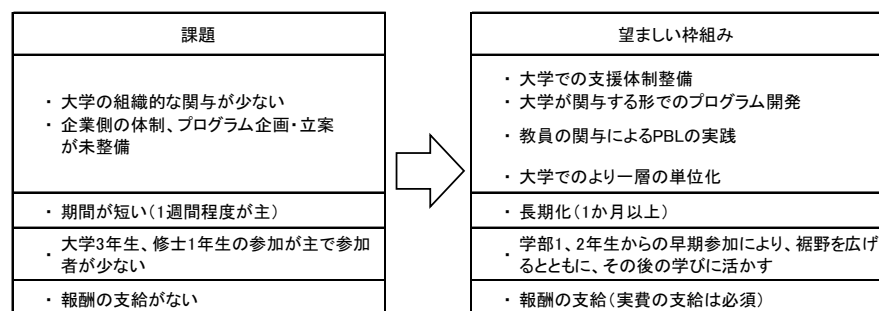 課題
・ 大学の組織的な関与が少ない
・ 企業側の体制、プログラム企画・立案
が未整備
・ 期間が短い（1週間程度が主）
・ 大学3年生、修士1年生の参加が主で参加
者が少ない
・ 報酬の支給がない
望ましい枠組み
・ 大学での支援体制整備
・ 大学が関与する形でのプログラム開発
・ 教員の関与によるPBLの実践
・ 大学でのより一層の単位化
・ 長期化（1か月以上）
・ 学部1、2年生からの早期参加により、裾野を広げ
るとともに、その後の学びに活かす
・ 報酬の支給（実費の支給は必須）